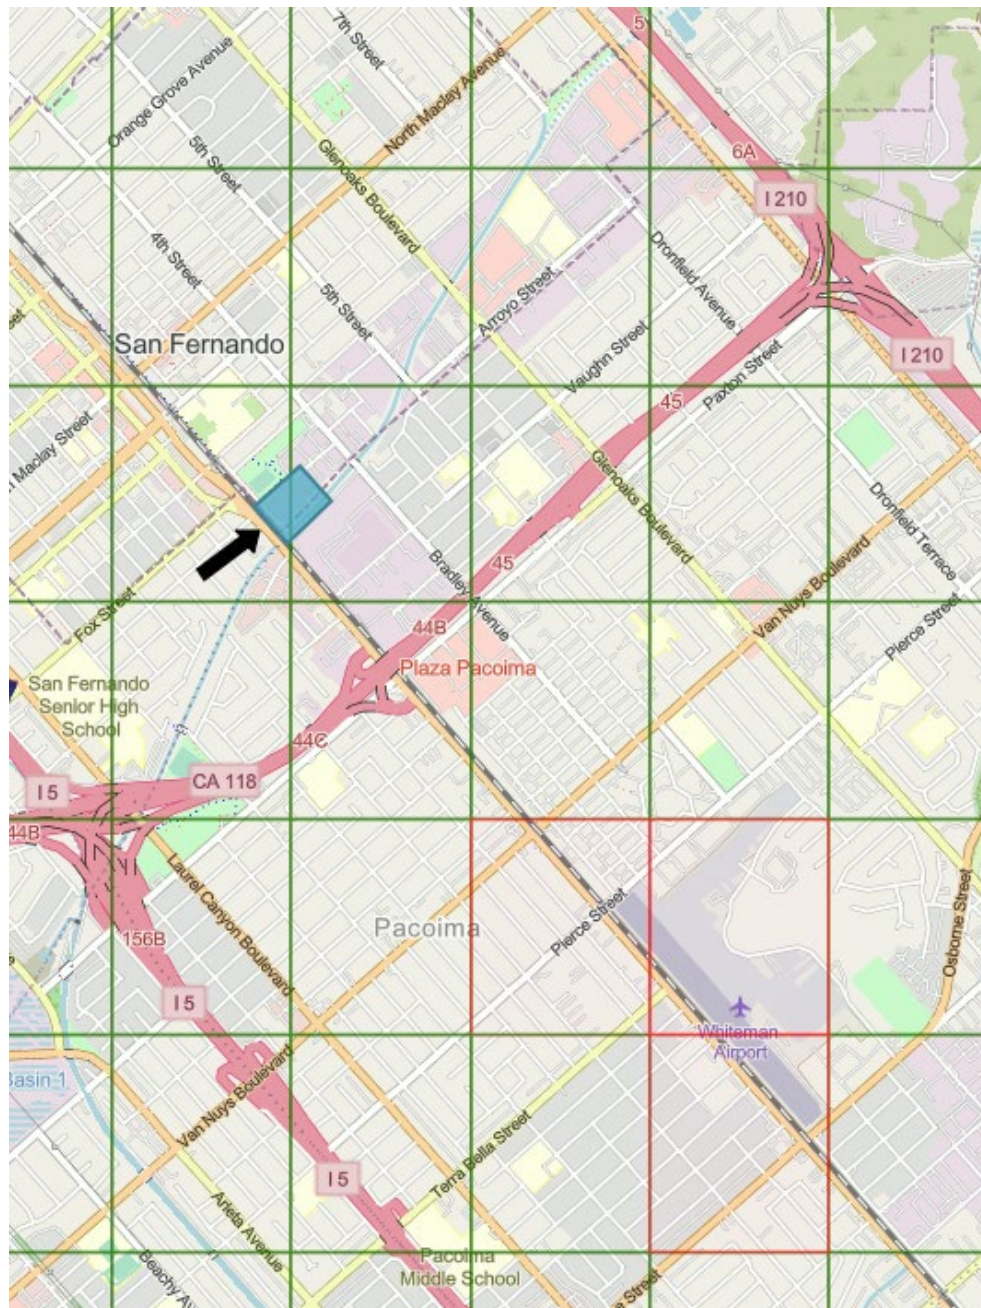 7th Street
5
Orange Grove Avenue
North Maclay Avenue
6A
5th Street
Glenoaks Boulevard
I 210
4th Street
5th Street
Dronfield Avenue
Arroyo Street
San Fernando
Vaughn Street
I 210
Paxton Street
45
Maclay Street
Glenoaks Boulevard
Dronfield Terrace
45
Bradley Avenue
Van Nuys Boulevard
Fox Street
44B
Pierce Street
Plaza Pacoima
San Fernando
Senior High
School
44C
CA 118
I 5
44B
Laurel Canyon Boulevard
Pierce Street
Osborne Street
Pacoima
156B
I 5
Whiteman
Airport
Basin 1
Van Nuys Boulevard
Terra Bella Street
I 5
Arleta Avenue
Pacoima
Middle School
Beachy Av
Street